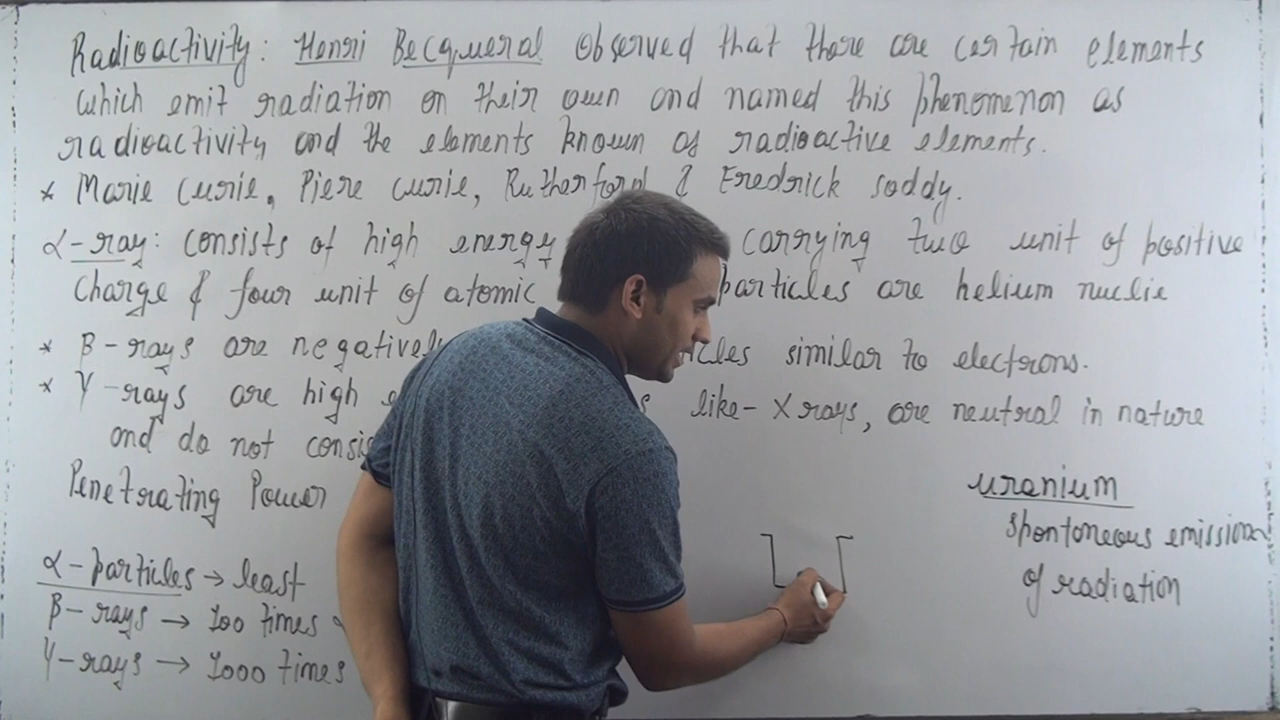 Radioactivity: Henri Becqueral Observed that there are certain elements
which emit radiation on their own and named this phenomenon as
radioactivity and the elements known as radioactive elements.
* Marie Curie, Piere curie, Rutherford & Fredrick soddy.
α-ray: consists of high energy carrying two unit of positive
Charge & four unit of atomic particles are helium nuclie
* β-rays are negatively similar to electrons.
* γ-rays are high like- X rays, are neutral in nature
and do not
Penetrating Power
uranium
spontaneous emission
of radiation
α-particles → least
β-rays → 100 times
γ-rays → 1000 times